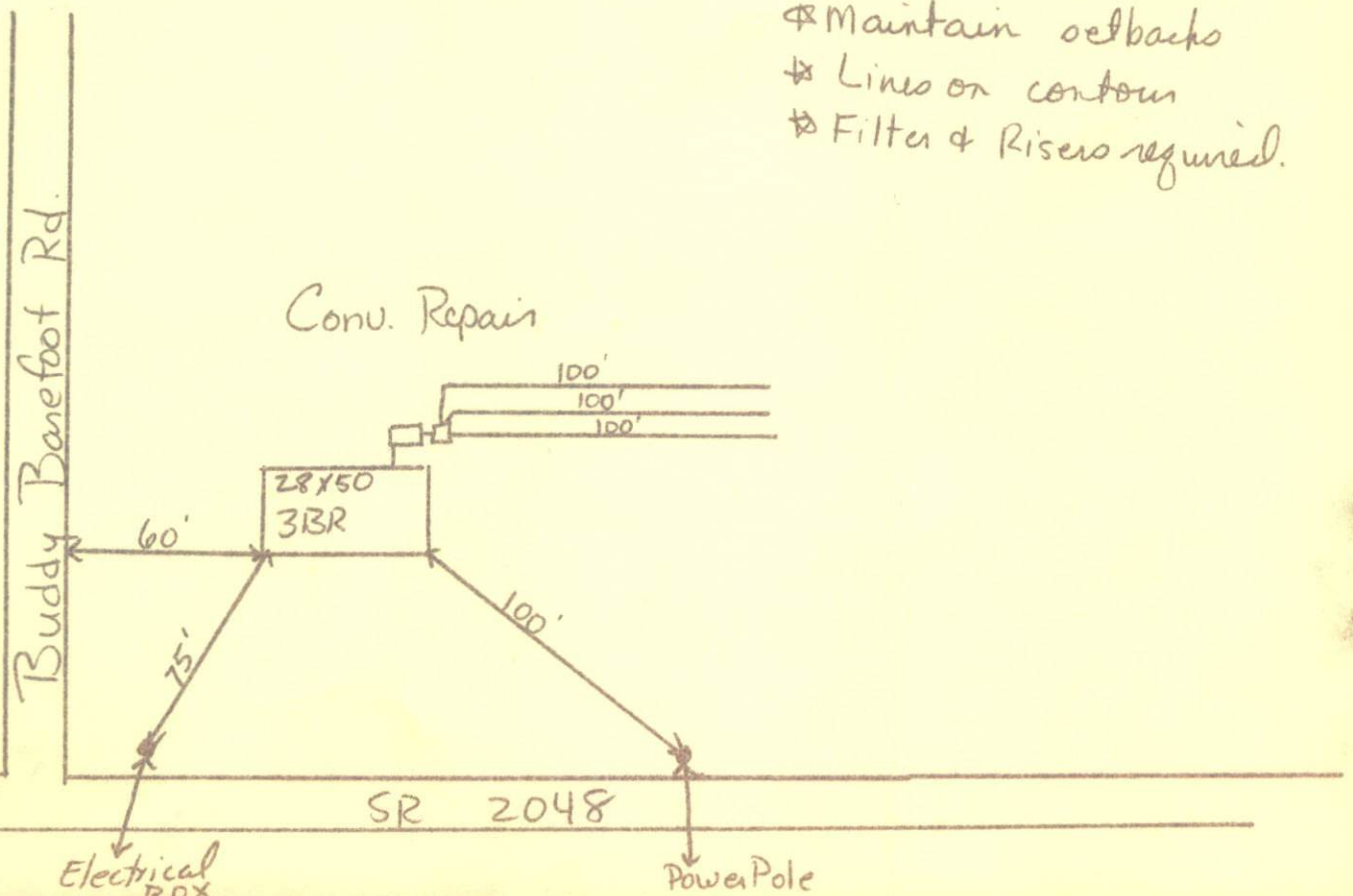 * Maintain setbacks
* Lines on contour
* Filter & Risers required.
Buddy Barefoot Rd.
Conv. Repair
100'
100'
100'
28X50
3BR
60'
75'
100'
SR 2048
Electrical
Box
PowerPole